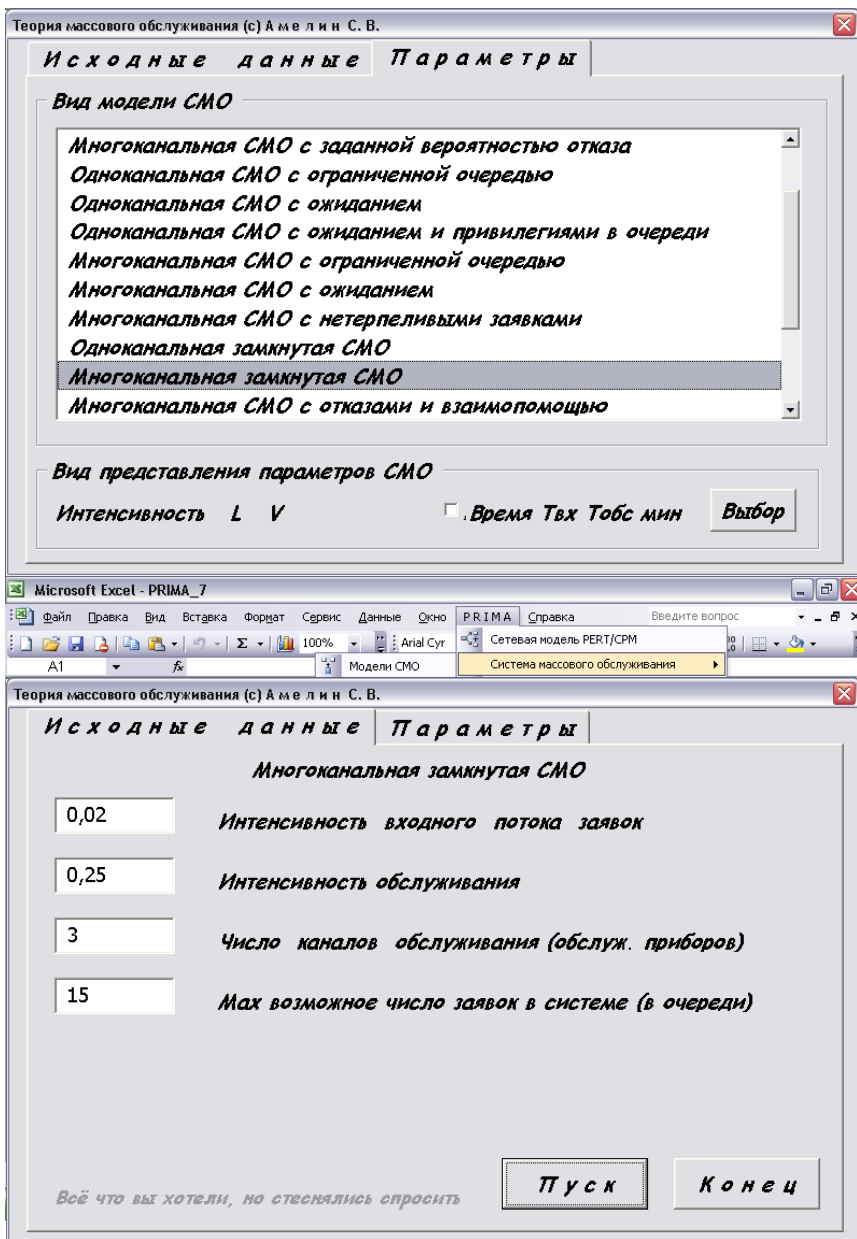 Теория массового обслуживания (с) А м е л и н С. В.
Исходные данные Параметры
Вид модели СМО
Многоканальная СМО с заданной вероятностью отказа
Одноканальная СМО с ограниченной очередью
Одноканальная СМО с ожиданием
Одноканальная СМО с ожиданием и привилегиями в очереди
Многоканальная СМО с ограниченной очередью
Многоканальная СМО с ожиданием
Многоканальная СМО с нетерпеливыми заявками
Одноканальная замкнутая СМО
Многоканальная замкнутая СМО
Многоканальная СМО с отказами и взаимопомощью
Вид представления параметров СМО
Интенсивность L V Время Твх Тобс мин Выбор
Microsoft Excel - PRIMA_7
Файл Правка Вид Вставка Формат Сервис Данные Окно PRIMA Справка Введите вопрос
100% Arial Cyr Сетевая модель PERT/CPM
A1 fx Модели СМО Система массового обслуживания
Теория массового обслуживания (с) А м е л и н С. В.
Исходные данные Параметры
Многоканальная замкнутая СМО
0,02 Интенсивность входного потока заявок
0,25 Интенсивность обслуживания
3 Число каналов обслуживания (обслуж. приборов)
15 Мах возможное число заявок в системе (в очереди)
Всё что вы хотели, но стеснялись спросить Пуск Конец